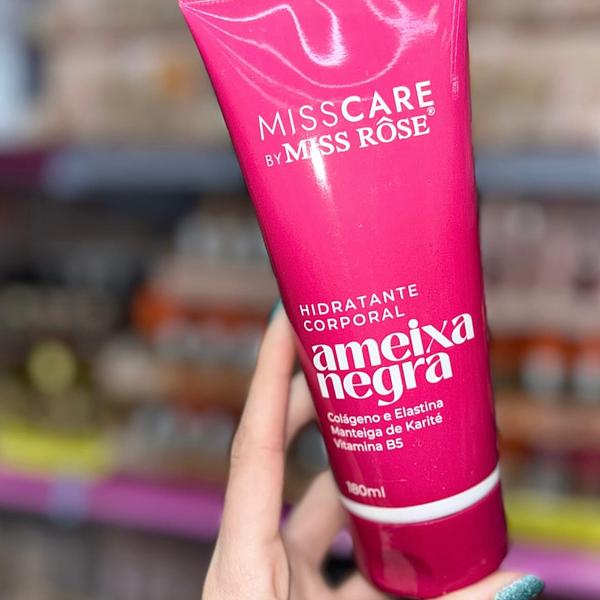 MISSCARE
BY MISS RÔSE®
HIDRATANTE
CORPORAL
ameixa
negra
Colágeno e Elastina
Manteiga de Karité
Vitamina B5
180ml